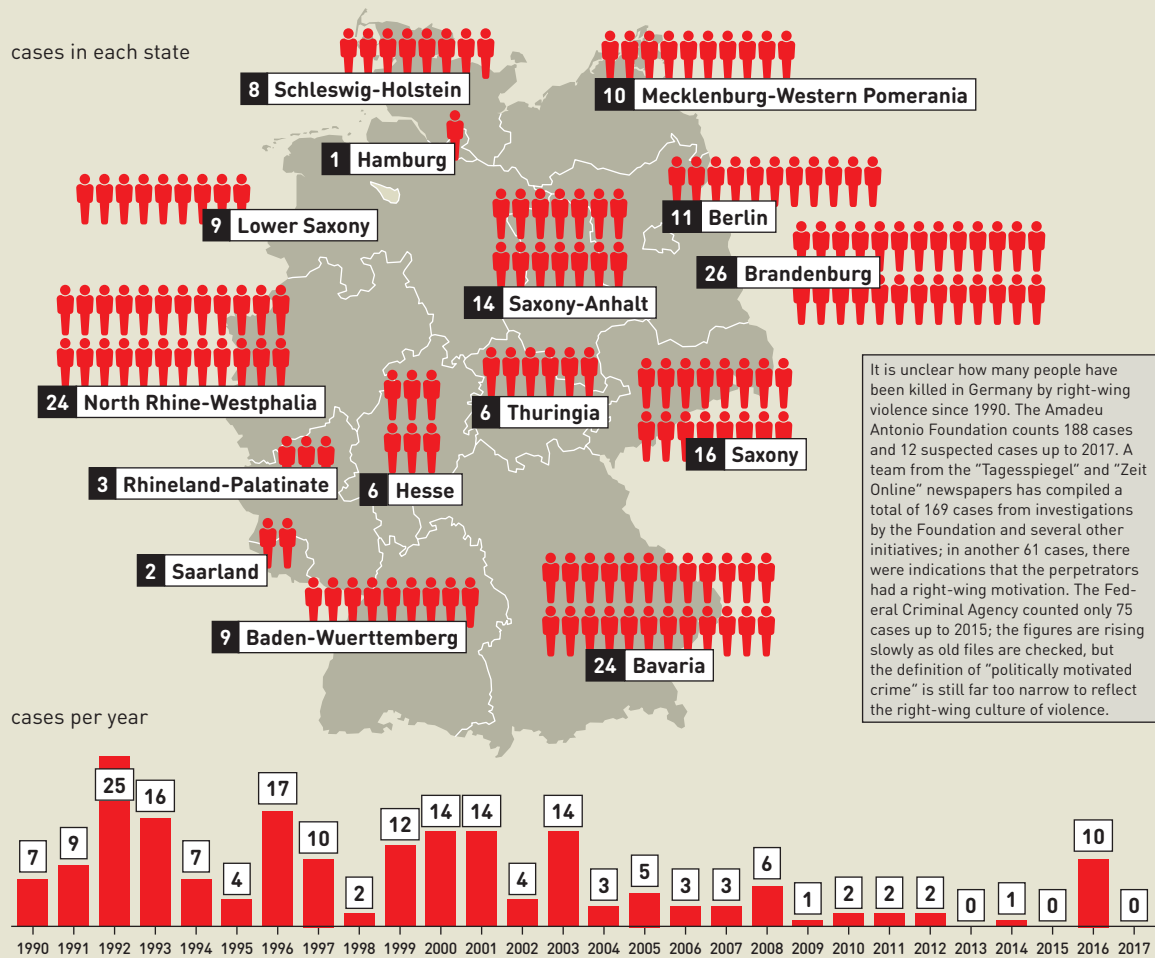 cases in each state
8 Schleswig-Holstein
10 Mecklenburg-Western Pomerania
1 Hamburg
11 Berlin
9 Lower Saxony
26 Brandenburg
14 Saxony-Anhalt
24 North Rhine-Westphalia
6 Thuringia
16 Saxony
3 Rhineland-Palatinate
6 Hesse
2 Saarland
9 Baden-Wuerttemberg
24 Bavaria
It is unclear how many people have
been killed in Germany by right-wing
violence since 1990. The Amadeu
Antonio Foundation counts 188 cases
and 12 suspected cases up to 2017. A
team from the "Tagesspiegel" and "Zeit
Online" newspapers has compiled a
total of 169 cases from investigations
by the Foundation and several other
initiatives; in another 61 cases, there
were indications that the perpetrators
had a right-wing motivation. The Fed-
eral Criminal Agency counted only 75
cases up to 2015; the figures are rising
slowly as old files are checked, but
the definition of "politically motivated
crime" is still far too narrow to reflect
the right-wing culture of violence.
cases per year
7 9 25 16 7 4 17 10 2 12 14 14 4 14 3 5 3 3 6 1 2 2 2 0 1 0 10 0
1990 1991 1992 1993 1994 1995 1996 1997 1998 1999 2000 2001 2002 2003 2004 2005 2006 2007 2008 2009 2010 2011 2012 2013 2014 2015 2016 2017